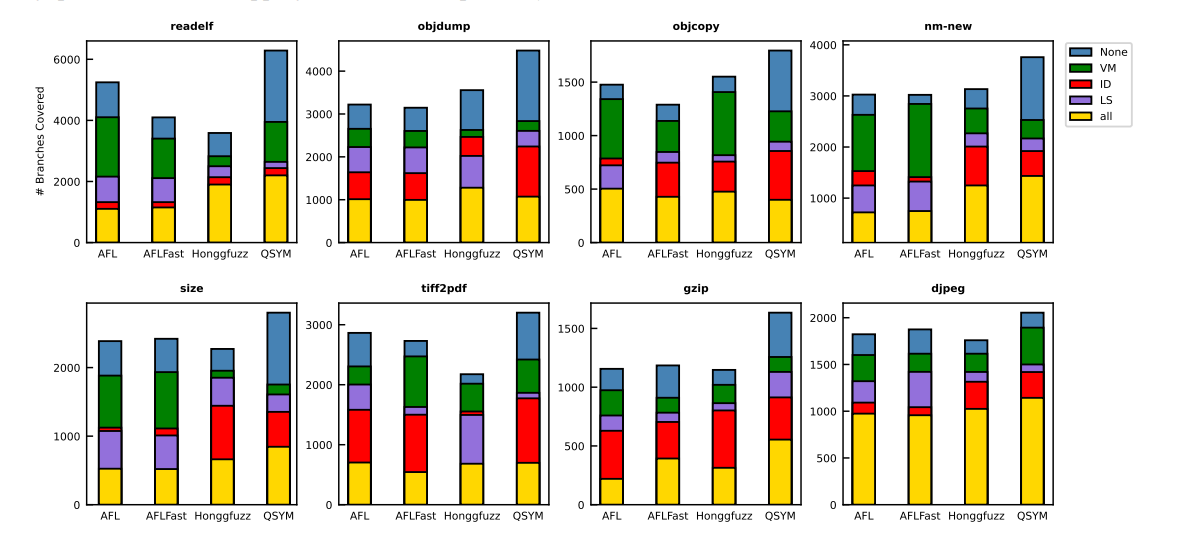 readelf
objdump
objcopy
nm-new
# Branches Covered
6000
4000
2000
0
AFL AFLFast Honggfuzz QSYM
4000
3000
2000
1000
0
AFL AFLFast Honggfuzz QSYM
1500
1000
500
0
AFL AFLFast Honggfuzz QSYM
4000
3000
2000
1000
AFL AFLFast Honggfuzz QSYM
None
VM
ID
LS
all
size
tiff2pdf
gzip
djpeg
2000
1000
0
AFL AFLFast Honggfuzz QSYM
3000
2000
1000
0
AFL AFLFast Honggfuzz QSYM
1500
1000
500
0
AFL AFLFast Honggfuzz QSYM
2000
1500
1000
500
0
AFL AFLFast Honggfuzz QSYM